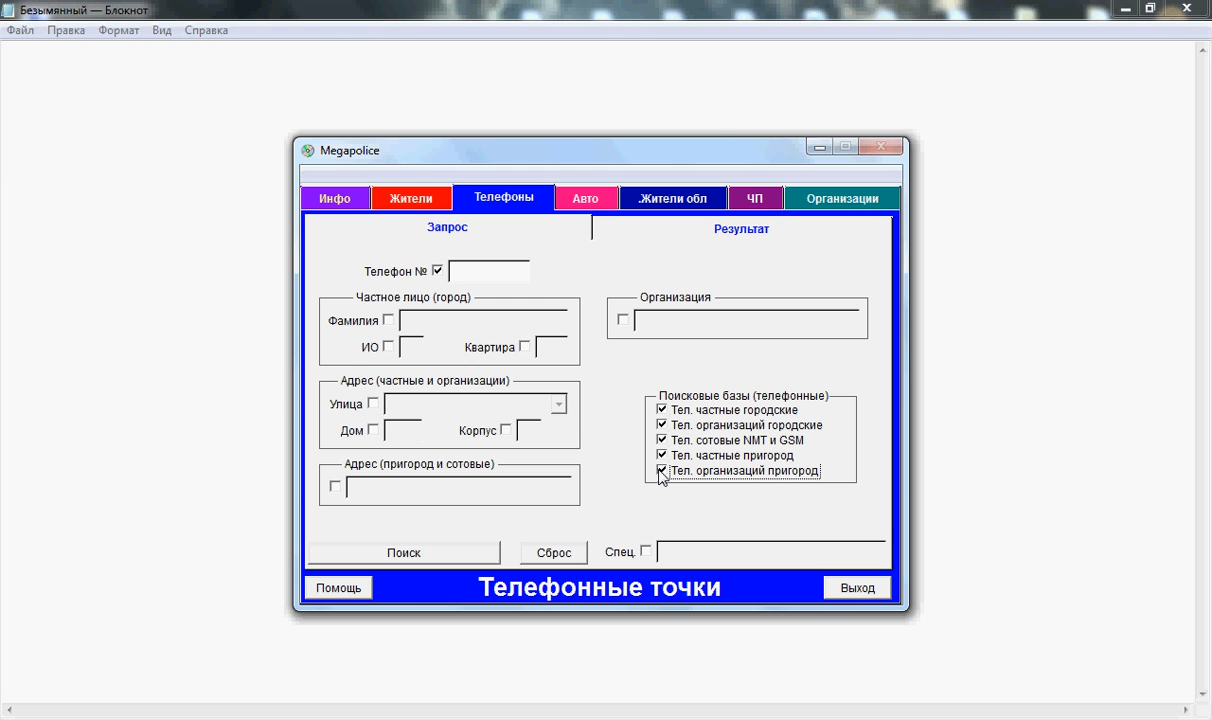 Безымянный — Блокнот
Файл Правка Формат Вид Справка
Megapolice
Инфо Жители Телефоны Авто .Жители обл ЧП Организации
Запрос Результат
Телефон №
Частное лицо (город) Организация
Фамилия
ИО Квартира
Адрес (частные и организации)
Улица
Дом Корпус
Адрес (пригород и сотовые)
Поисковые базы (телефонные)
Тел. частные городские
Тел. организаций городские
Тел. сотовые NMT и GSM
Тел. частные пригород
Тел. организаций пригород
Поиск Сброс Спец.
Помощь Телефонные точки Выход